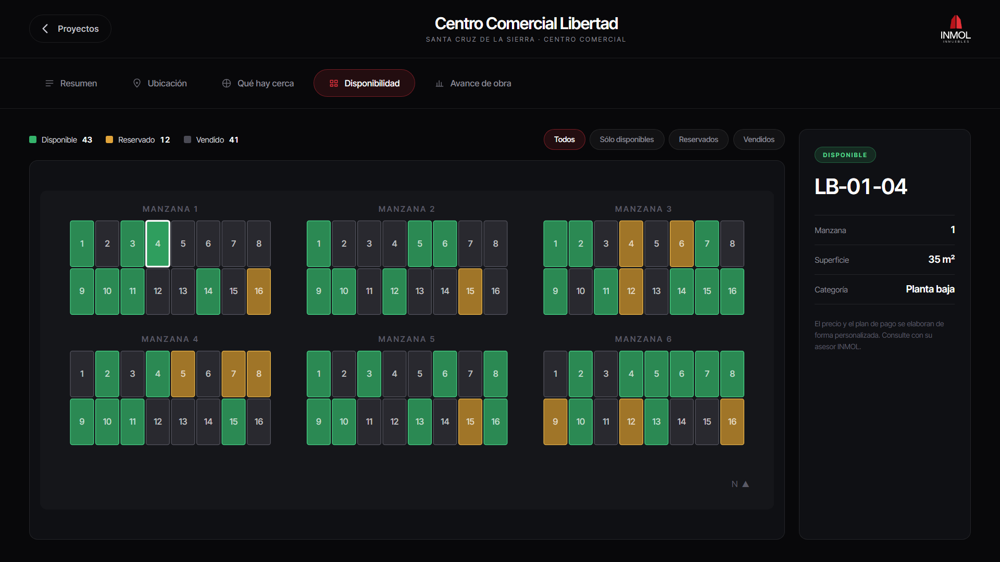 Proyectos
Centro Comercial Libertad
SANTA CRUZ DE LA SIERRA · CENTRO COMERCIAL
INMOL
INMUEBLES
Resumen
Ubicación
Qué hay cerca
Disponibilidad
Avance de obra
Disponible 43
Reservado 12
Vendido 41
Todos
Sólo disponibles
Reservados
Vendidos
MANZANA 1
1 2 3 4 5 6 7 8
9 10 11 12 13 14 15 16
MANZANA 2
1 2 3 4 5 6 7 8
9 10 11 12 13 14 15 16
MANZANA 3
1 2 3 4 5 6 7 8
9 10 11 12 13 14 15 16
MANZANA 4
1 2 3 4 5 6 7 8
9 10 11 12 13 14 15 16
MANZANA 5
1 2 3 4 5 6 7 8
9 10 11 12 13 14 15 16
MANZANA 6
1 2 3 4 5 6 7 8
9 10 11 12 13 14 15 16
N ▲
DISPONIBLE
LB-01-04
Manzana 1
Superficie 35 m²
Categoría Planta baja
El precio y el plan de pago se elaboran de
forma personalizada. Consulte con su
asesor INMOL.